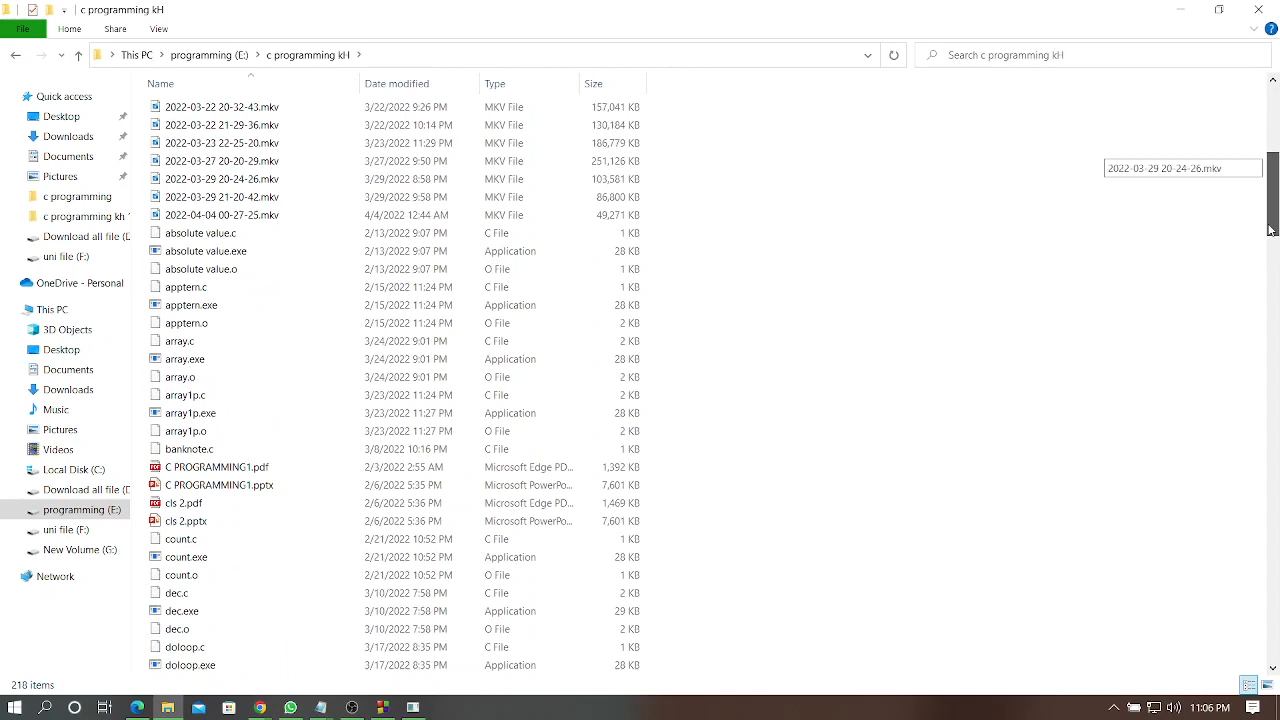 c programming kH
File Home Share View
This PC programming (E:) c programming kH Search c programming kH
Name Date modified Type Size
Quick access
Desktop
Downloads
Documents
Pictures
c programming
c programming kh
Download all file (D
uni file (F:)
OneDrive - Personal
This PC
3D Objects
Desktop
Documents
Downloads
Music
Pictures
Videos
Local Disk (C:)
Download all file (D
programming (E:)
uni file (F:)
New Volume (G:)
Network
2022-03-22 20-32-43.mkv 3/22/2022 9:26 PM MKV File 157,041 KB
2022-03-22 21-29-36.mkv 3/22/2022 10:14 PM MKV File 130,184 KB
2022-03-23 22-25-20.mkv 3/23/2022 11:29 PM MKV File 186,779 KB
2022-03-27 20-20-29.mkv 3/27/2022 9:50 PM MKV File 251,126 KB
2022-03-29 20-24-26.mkv 3/29/2022 8:58 PM MKV File 103,581 KB
2022-03-29 21-20-42.mkv 3/29/2022 9:58 PM MKV File 86,800 KB
2022-04-04 00-27-25.mkv 4/4/2022 12:44 AM MKV File 49,271 KB
absolute value.c 2/13/2022 9:07 PM C File 1 KB
absolute value.exe 2/13/2022 9:07 PM Application 28 KB
absolute value.o 2/13/2022 9:07 PM O File 1 KB
apptern.c 2/15/2022 11:24 PM C File 1 KB
apptern.exe 2/15/2022 11:24 PM Application 28 KB
apptern.o 2/15/2022 11:24 PM O File 2 KB
array.c 3/24/2022 9:01 PM C File 2 KB
array.exe 3/24/2022 9:01 PM Application 28 KB
array.o 3/24/2022 9:01 PM O File 2 KB
array1p.c 3/23/2022 11:24 PM C File 2 KB
array1p.exe 3/23/2022 11:27 PM Application 28 KB
array1p.o 3/23/2022 11:27 PM O File 2 KB
banknote.c 3/8/2022 10:16 PM C File 2 KB
C PROGRAMMING1.pdf 2/3/2022 2:55 AM Microsoft Edge PD... 1,392 KB
C PROGRAMMING1.pptx 2/6/2022 5:35 PM Microsoft PowerPo... 7,601 KB
cls 2.pdf 2/6/2022 5:36 PM Microsoft Edge PD... 1,469 KB
cls 2.pptx 2/6/2022 5:36 PM Microsoft PowerPo... 7,601 KB
count.c 2/21/2022 10:52 PM C File 1 KB
count.exe 2/21/2022 10:52 PM Application 28 KB
count.o 2/21/2022 10:52 PM O File 1 KB
dec.c 3/10/2022 7:58 PM C File 2 KB
dec.exe 3/10/2022 7:58 PM Application 29 KB
dec.o 3/10/2022 7:58 PM O File 2 KB
doloop.c 3/17/2022 8:35 PM C File 1 KB
doloop.exe 3/17/2022 8:35 PM Application 28 KB
2022-03-29 20-24-26.mkv
218 items
11:06 PM